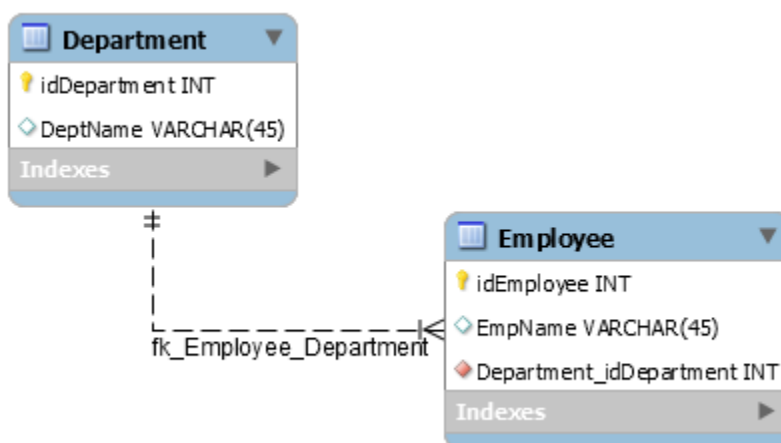 Department
idDepartment INT
DeptName VARCHAR(45)
Indexes
fk_Employee_Department
Employee
idEmployee INT
EmpName VARCHAR(45)
Department_idDepartment INT
Indexes